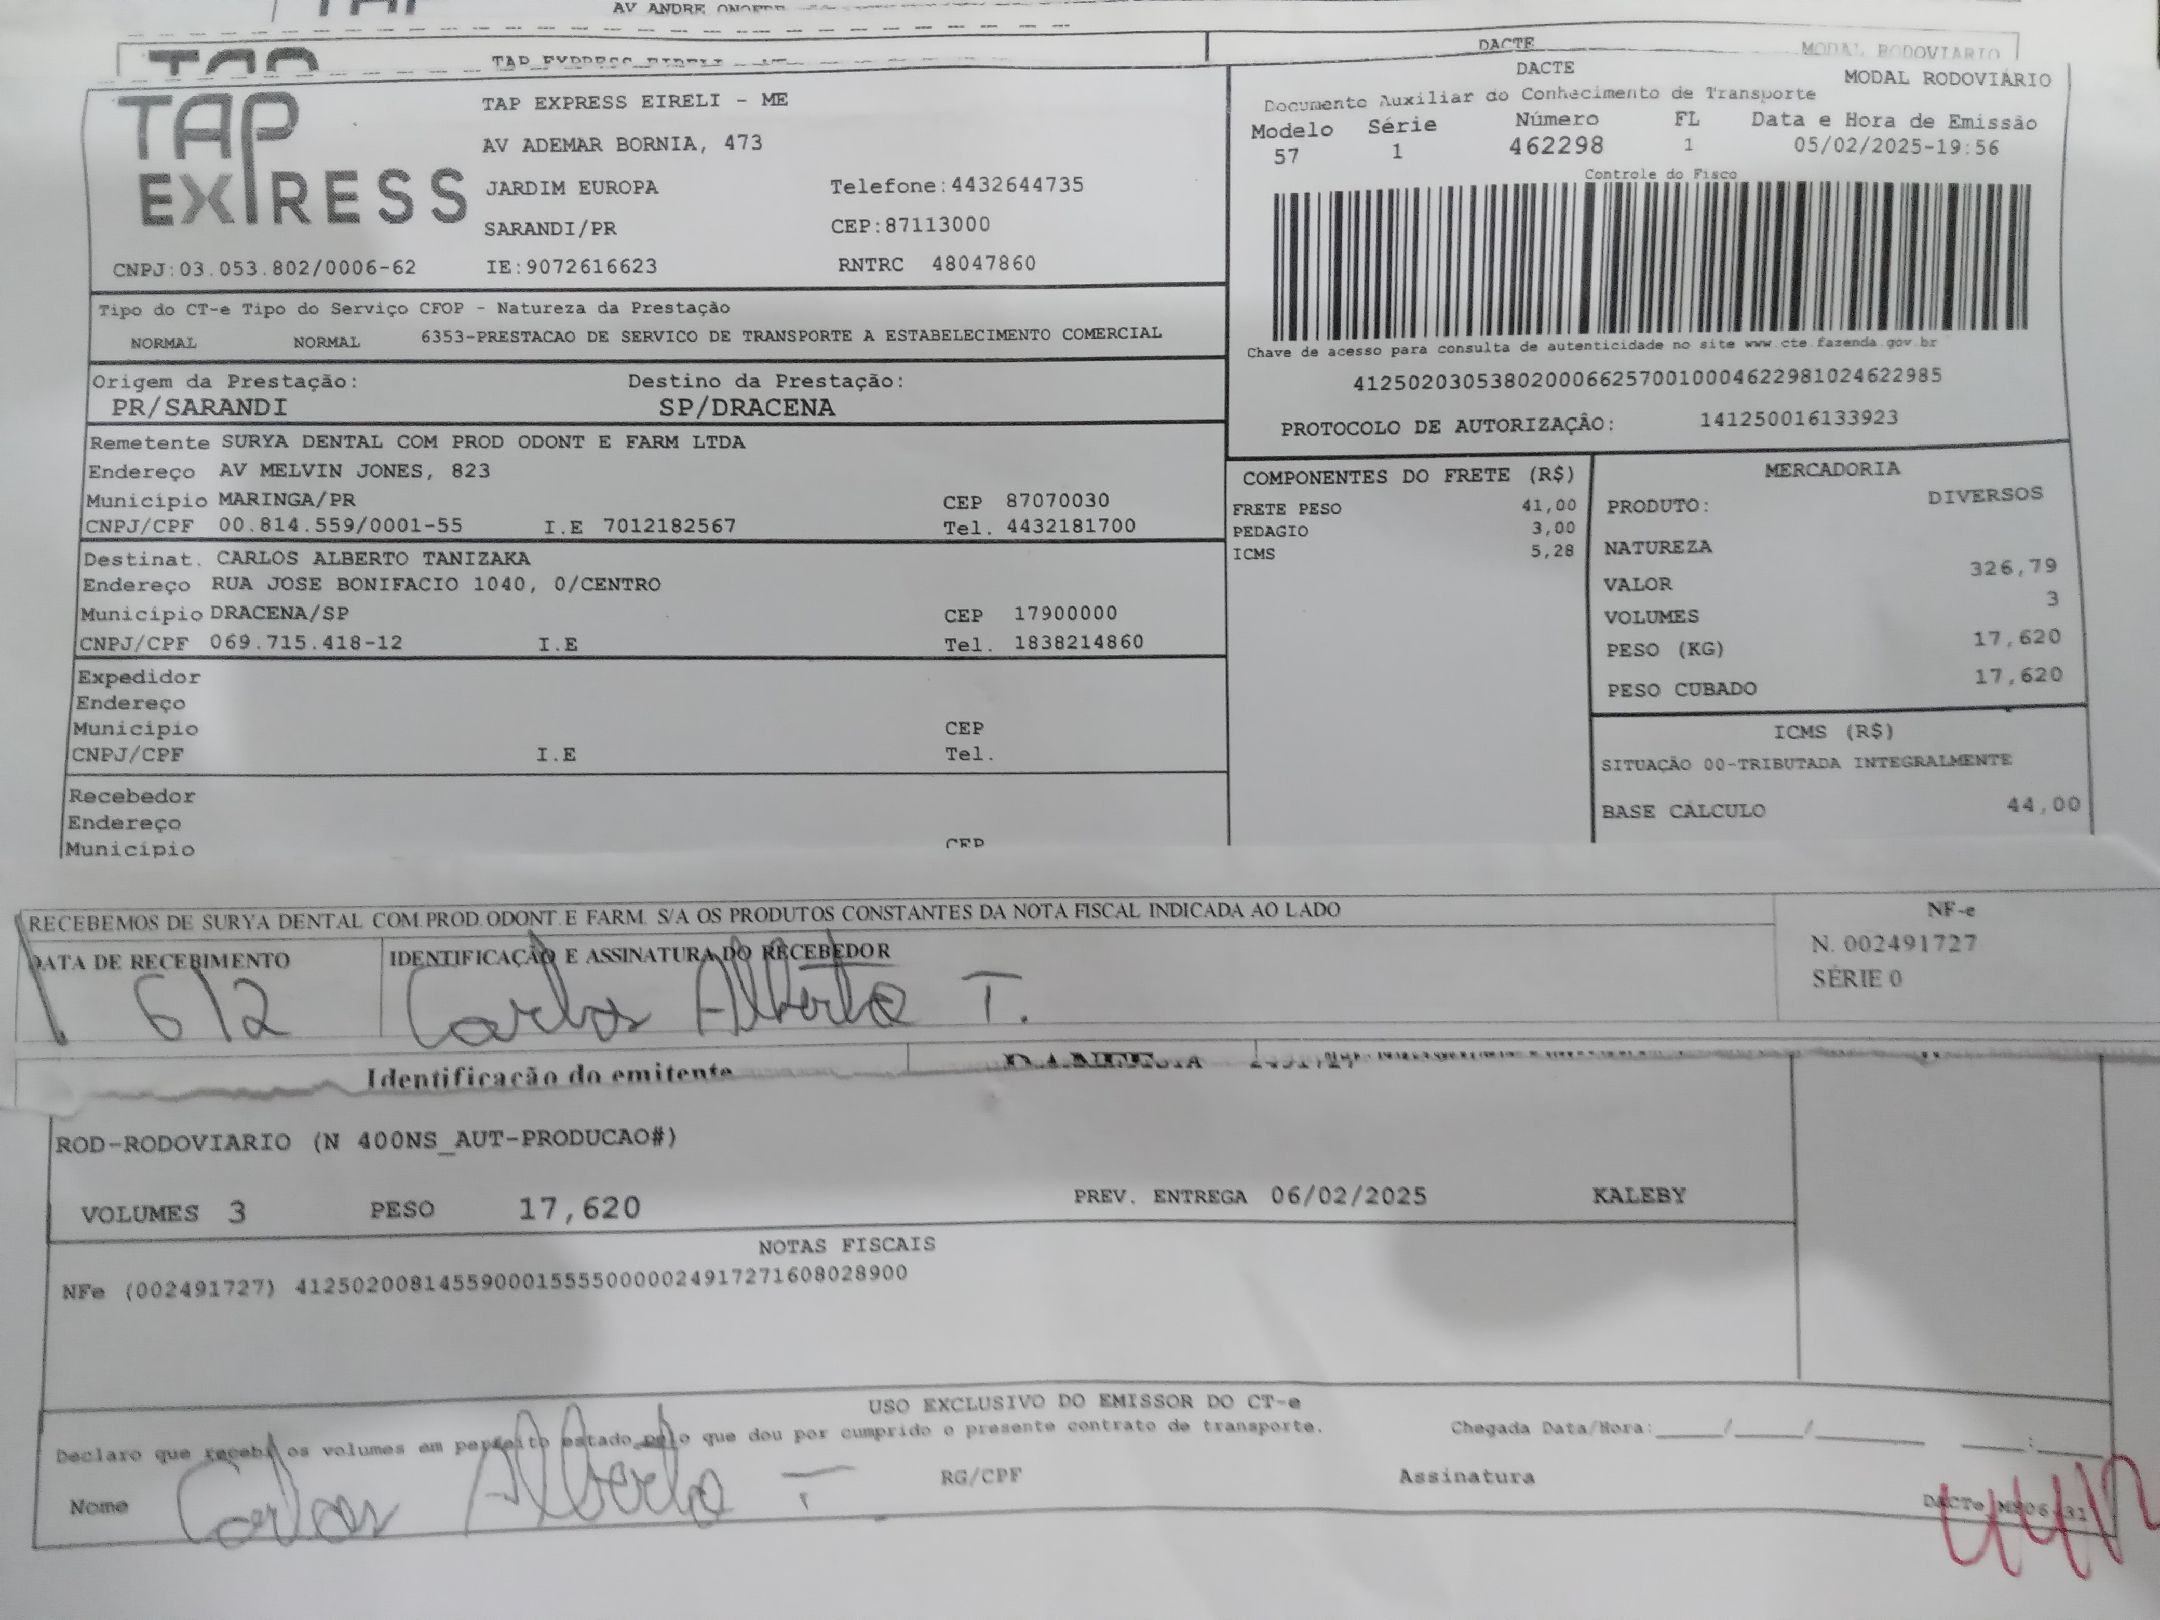 AV ANDRE
DACTE MODAL RODOVIÁRIO
TAP EXPRESS EIRELI
TAP EXPRESS
TAP EXPRESS EIRELI - ME
AV ADEMAR BORNIA, 473
JARDIM EUROPA Telefone:4432644735
SARANDI/PR CEP:87113000
CNPJ:03.053.802/0006-62 IE:9072616623 RNTRC 48047860
DACTE MODAL RODOVIÁRIO
Documento Auxiliar do Conhecimento de Transporte
Modelo Série Número FL Data e Hora de Emissão
57 1 462298 1 05/02/2025-19:56
Controle do Fisco
Chave de acesso para consulta de autenticidade no site www.cte.fazenda.gov.br
41250203053802000662570010004622981024622985
PROTOCOLO DE AUTORIZAÇÃO: 141250016133923
Tipo do CT-e Tipo do Serviço CFOP - Natureza da Prestação
NORMAL NORMAL 6353-PRESTACAO DE SERVICO DE TRANSPORTE A ESTABELECIMENTO COMERCIAL
Origem da Prestação: Destino da Prestação:
PR/SARANDI SP/DRACENA
Remetente SURYA DENTAL COM PROD ODONT E FARM LTDA
Endereço AV MELVIN JONES, 823
Município MARINGA/PR CEP 87070030
CNPJ/CPF 00.814.559/0001-55 I.E 7012182567 Tel. 4432181700
Destinat. CARLOS ALBERTO TANIZAKA
Endereço RUA JOSE BONIFACIO 1040, 0/CENTRO
Município DRACENA/SP CEP 17900000
CNPJ/CPF 069.715.418-12 I.E Tel. 1838214860
Expedidor
Endereço
Município CEP
CNPJ/CPF I.E Tel.
Recebedor
Endereço
Município CEP
COMPONENTES DO FRETE (R$)
FRETE PESO 41,00
PEDAGIO 3,00
ICMS 5,28
MERCADORIA
PRODUTO: DIVERSOS
NATUREZA
VALOR 326,79
VOLUMES 3
PESO (KG) 17,620
PESO CUBADO 17,620
ICMS (R$)
SITUAÇÃO 00-TRIBUTADA INTEGRALMENTE
BASE CÁLCULO 44,00
RECEBEMOS DE SURYA DENTAL COM.PROD.ODONT.E FARM. S/A OS PRODUTOS CONSTANTES DA NOTA FISCAL INDICADA AO LADO
DATA DE RECEBIMENTO IDENTIFICAÇÃO E ASSINATURA DO RECEBEDOR
6/2 Carlos Alberto T.
NF-e
N. 002491727
SÉRIE 0
Identificação do emitente
ROD-RODOVIARIO (N 400NS_AUT-PRODUCAO#)
VOLUMES 3 PESO 17,620 PREV. ENTREGA 06/02/2025 KALEBY
NOTAS FISCAIS
NFe (002491727) 41250200814559000155550000024917271608028900
USO EXCLUSIVO DO EMISSOR DO CT-e
Declaro que recebi os volumes em perfeito estado pelo que dou por cumprido o presente contrato de transporte. Chegada Data/Hora:_____/_____/________ ____:____
Nome Carlos Alberto T RG/CPF Assinatura